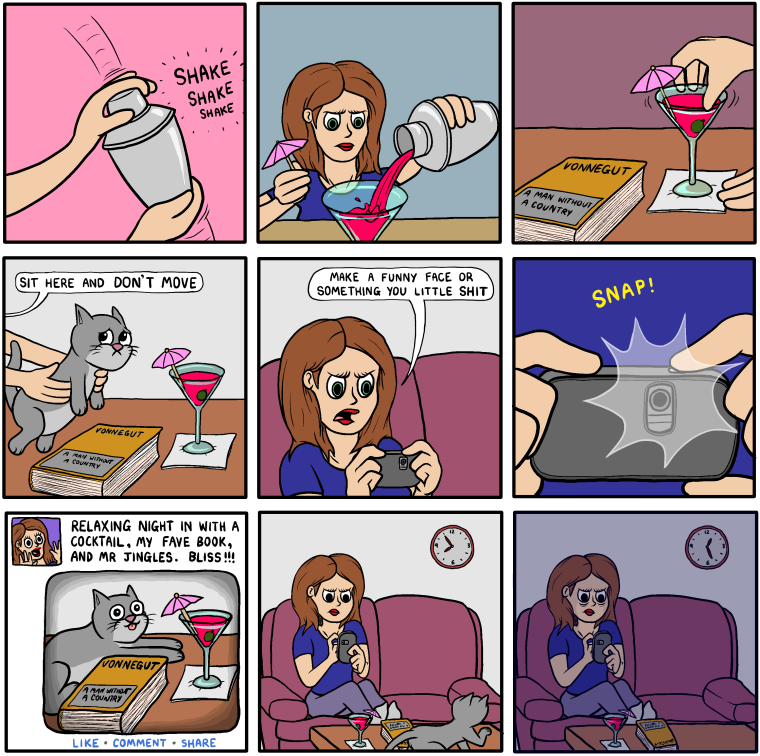 SHAKE
SHAKE
SHAKE
VONNEGUT
A MAN WITHOUT
A COUNTRY
SIT HERE AND DON'T MOVE
VONNEGUT
A MAN WITHOUT
A COUNTRY
MAKE A FUNNY FACE OR
SOMETHING YOU LITTLE SHIT
SNAP!
RELAXING NIGHT IN WITH A
COCKTAIL, MY FAVE BOOK,
AND MR JINGLES. BLISS!!!
VONNEGUT
A MAN WITHOUT
A COUNTRY
LIKE • COMMENT • SHARE